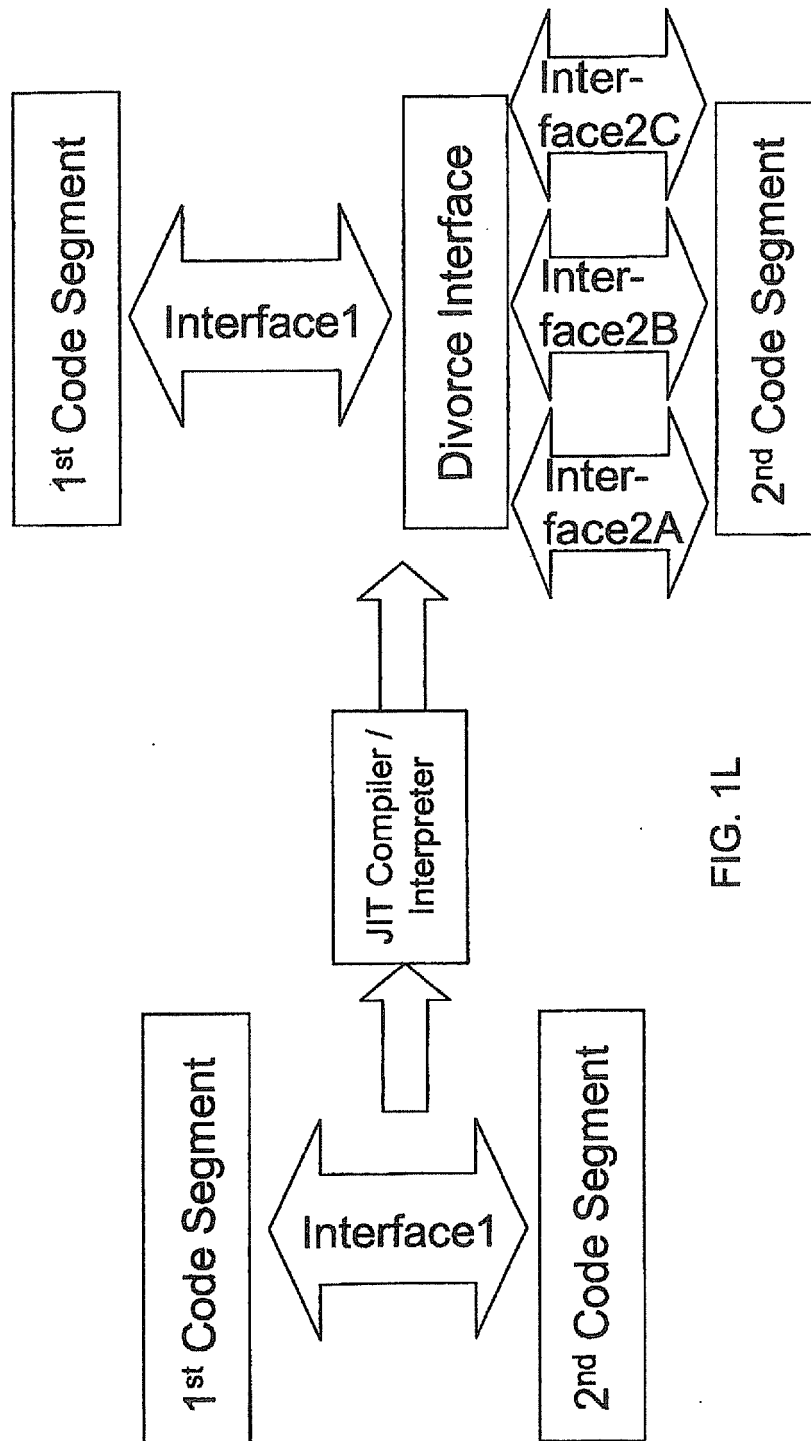 1st Code Segment
Interface1
2nd Code Segment
JIT Compiler /
Interpreter
1st Code Segment
Interface1
Divorce Interface
Inter-
face2A
Inter-
face2B
Inter-
face2C
2nd Code Segment
FIG. 1L